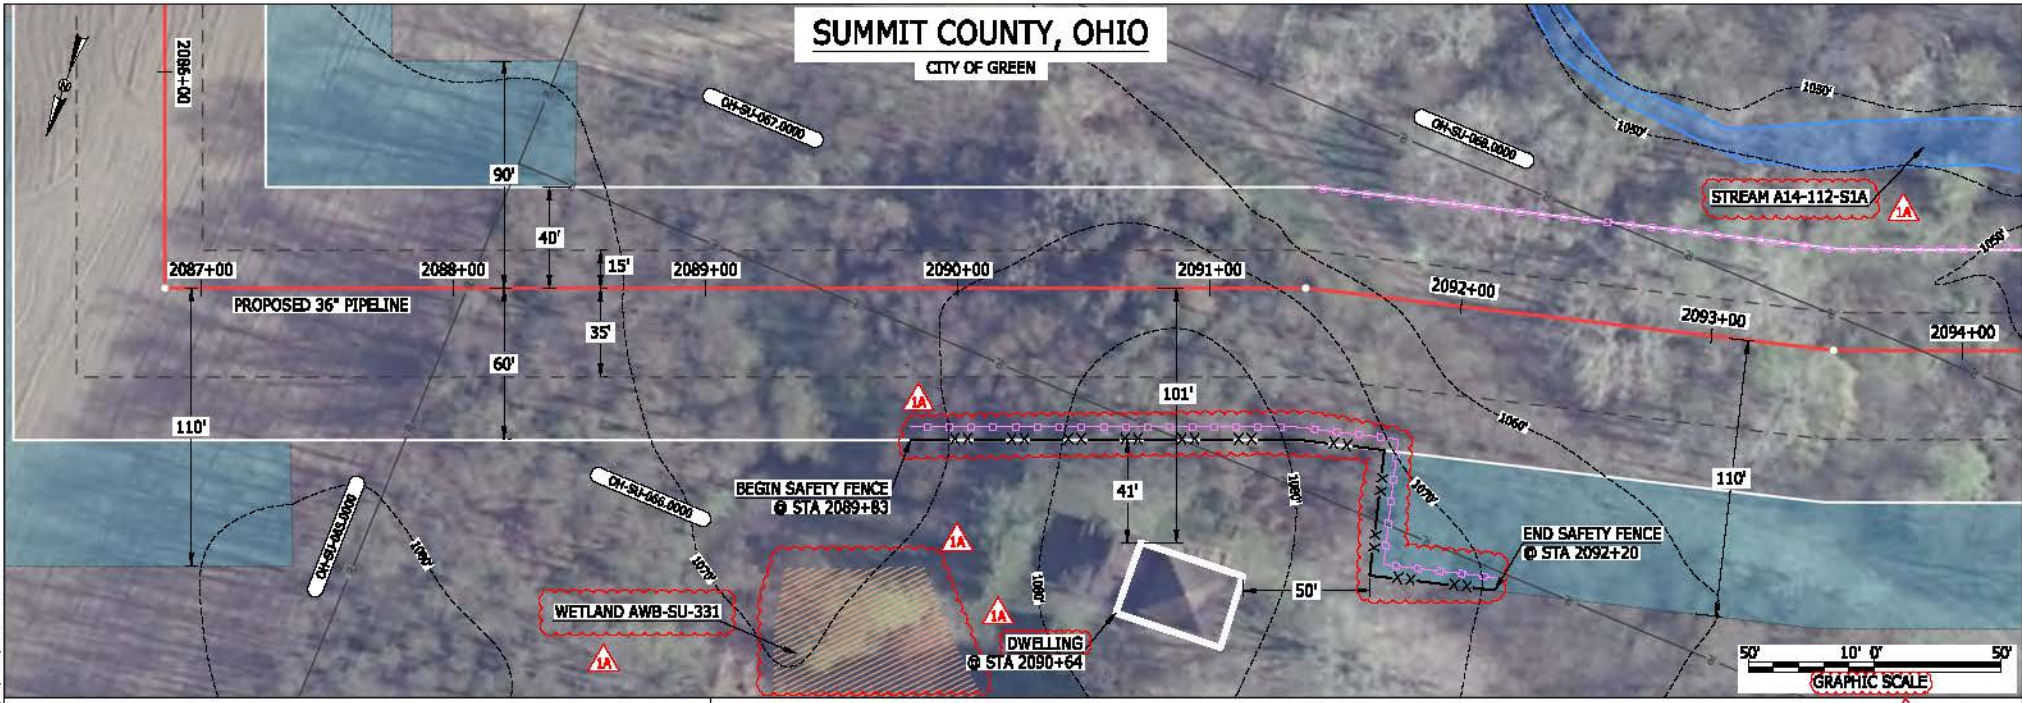 SUMMIT COUNTY, OHIO
CITY OF GREEN
2086+00
N
OH-SU-067.0000
OH-SU-068.0000
1050'
1050'
STREAM A14-112-S1A
1A
1050'
90'
40'
15'
2087+00
2088+00
2089+00
2090+00
2091+00
2092+00
2093+00
2094+00
PROPOSED 36" PIPELINE
35'
60'
101'
110'
1A
1060'
110'
41'
BEGIN SAFETY FENCE
@ STA 2089+83
1080'
1070'
END SAFETY FENCE
@ STA 2092+20
OH-SU-065.0000
OH-SU-066.0000
1070'
1A
1080'
50'
WETLAND AWB-SU-331
1A
1A
DWELLING
@ STA 2090+64
50'
10'
0'
50'
GRAPHIC SCALE